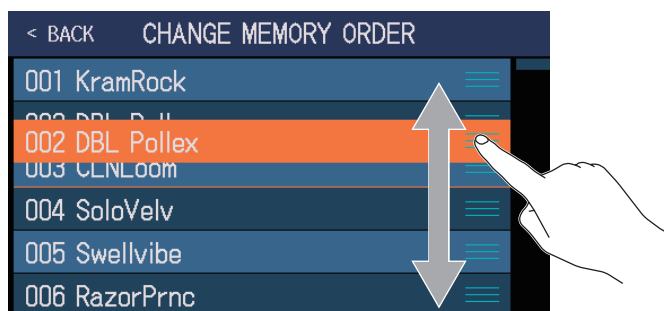 < BACK CHANGE MEMORY ORDER
001 KramRock
002 DBL Pollex
003 CLNLoom
004 SoloVelv
005 Swellvibe
006 RazorPrnc